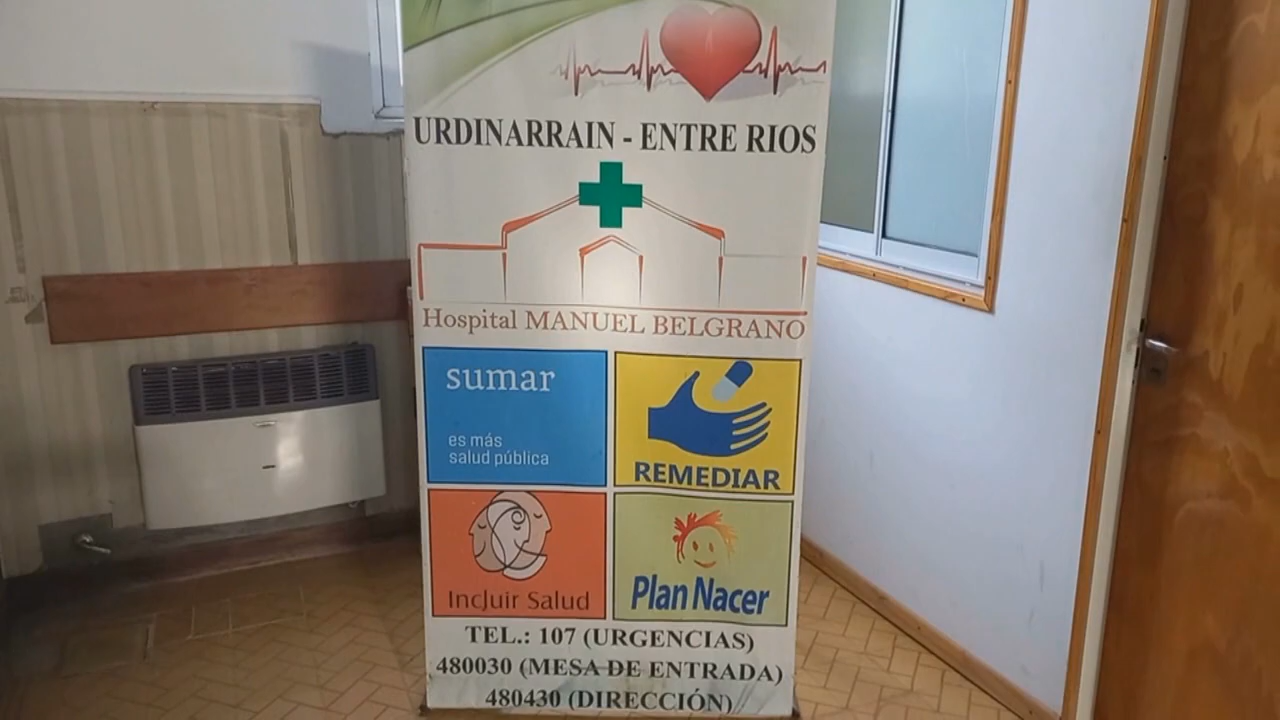 URDINARRAIN - ENTRE RIOS
Hospital MANUEL BELGRANO
sumar
es más
salud pública
REMEDIAR
Incluir Salud
Plan Nacer
TEL.: 107 (URGENCIAS)
480030 (MESA DE ENTRADA)
480430 (DIRECCIÓN)